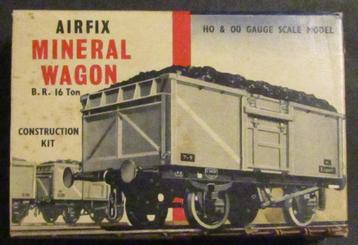 AIRFIX
MINERAL
WAGON
B.R. 16 Ton
CONSTRUCTION
KIT
HO & OO GAUGE SCALE MODEL